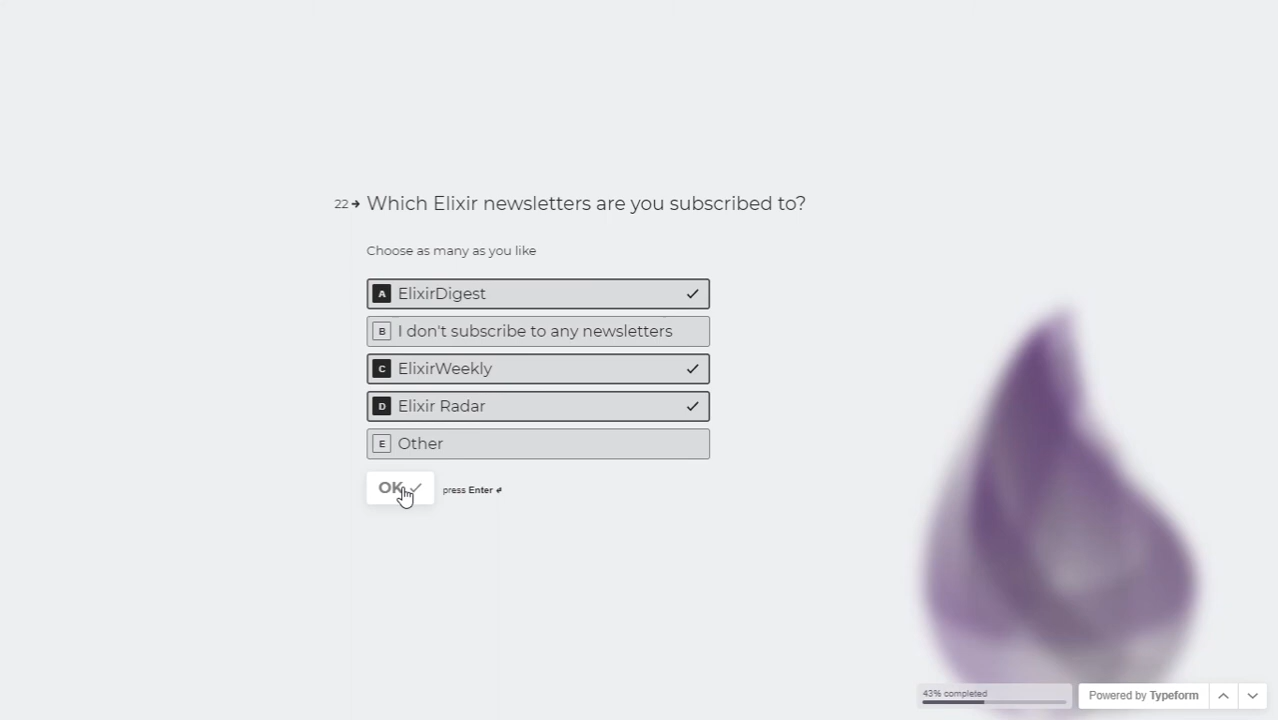 22 → Which Elixir newsletters are you subscribed to?
Choose as many as you like
A ElixirDigest
B I don't subscribe to any newsletters
C ElixirWeekly
D Elixir Radar
E Other
OK press Enter ↵
43% completed
Powered by Typeform